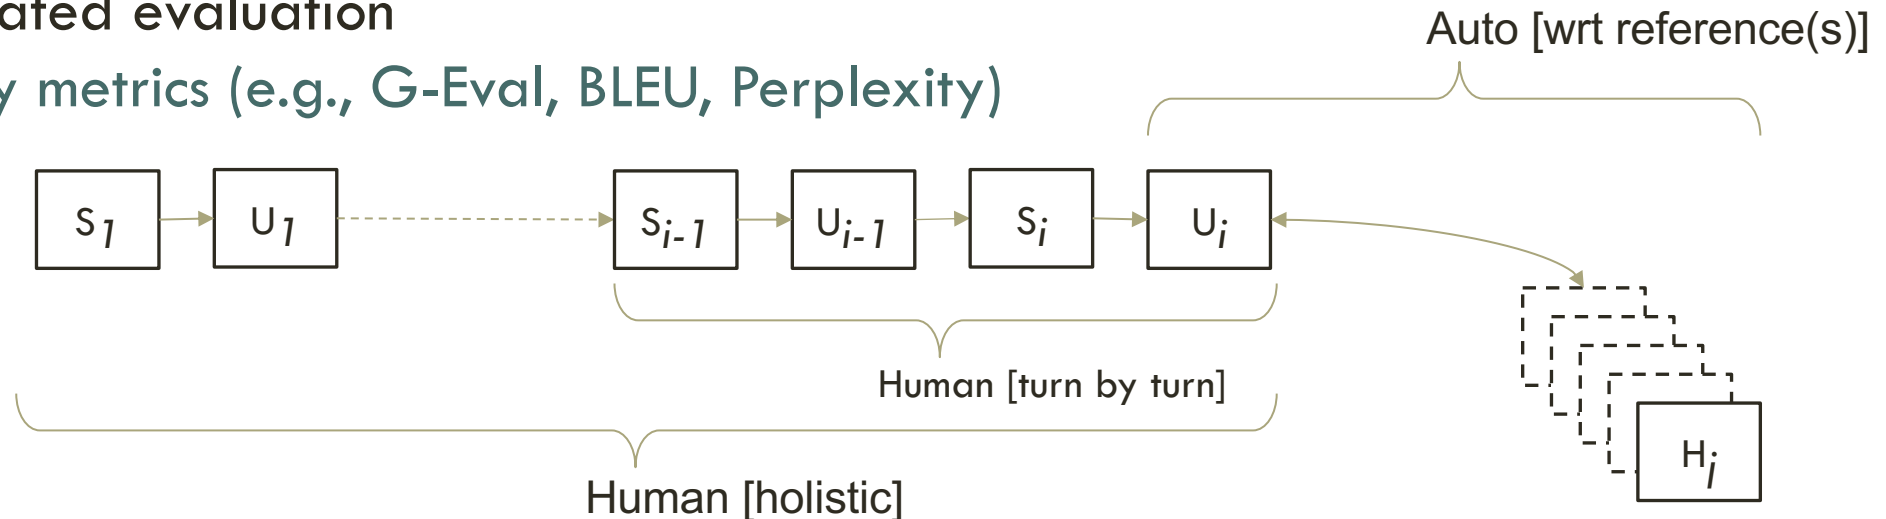 evaluation
Auto [wrt reference(s)]
metrics (e.g., G-Eval, BLEU, Perplexity)
S1 U1 Si-1 Ui-1 Si Ui
Human [turn by turn]
Hi
Human [holistic]